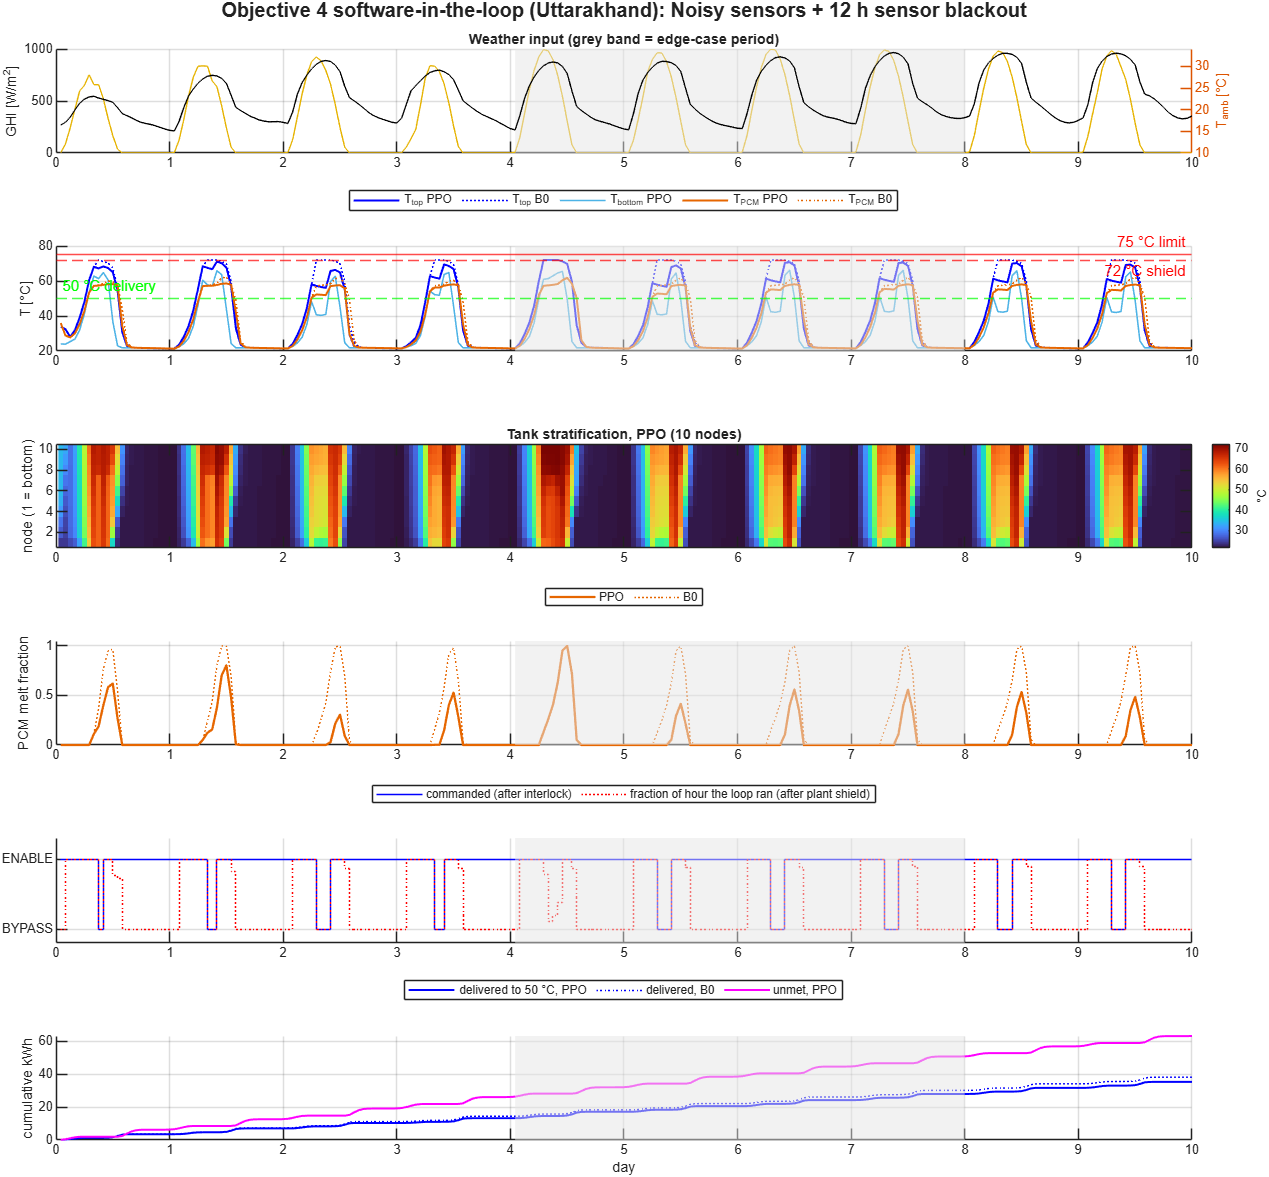 Objective 4 software-in-the-loop (Uttarakhand): Noisy sensors + 12 h sensor blackout
Weather input (grey band = edge-case period)
GHI [W/m²]
1000
500
0
30
25
20
15
10
T_amb [°C]
0 1 2 3 4 5 6 7 8 9 10
T_top PPO T_top B0 T_bottom PPO T_PCM PPO T_PCM B0
T [°C]
80
60
40
20
75 °C limit
72 °C shield
50 °C delivery
0 1 2 3 4 5 6 7 8 9 10
Tank stratification, PPO (10 nodes)
node (1 = bottom)
10
8
6
4
2
70
60
50
40
30
°C
0 1 2 3 4 5 6 7 8 9 10
PPO B0
PCM melt fraction
1
0.5
0
0 1 2 3 4 5 6 7 8 9 10
commanded (after interlock) fraction of hour the loop ran (after plant shield)
ENABLE
BYPASS
0 1 2 3 4 5 6 7 8 9 10
delivered to 50 °C, PPO delivered, B0 unmet, PPO
cumulative kWh
60
40
20
0
0 1 2 3 4 5 6 7 8 9 10
day